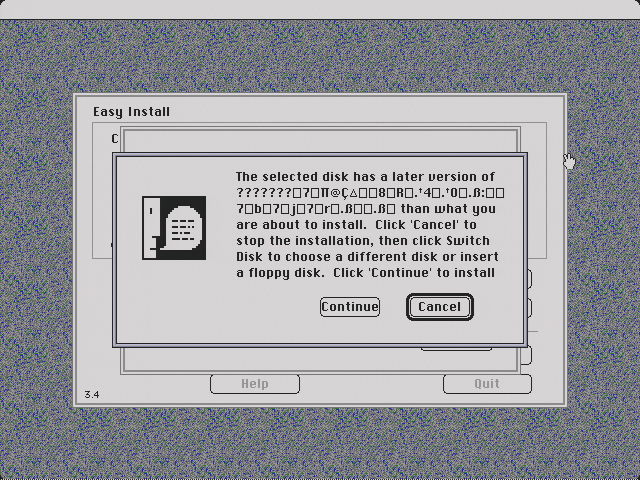 Easy Install
The selected disk has a later version of
???????□7□∏@Ç△□□8□R□.†4□.†0□.ß:□□
7□b□7□j□7□r□.ß□□.ß□ than what you
are about to install. Click 'Cancel' to
stop the installation, then click Switch
Disk to choose a different disk or insert
a floppy disk. Click 'Continue' to install
Continue
Cancel
Help
Quit
3.4